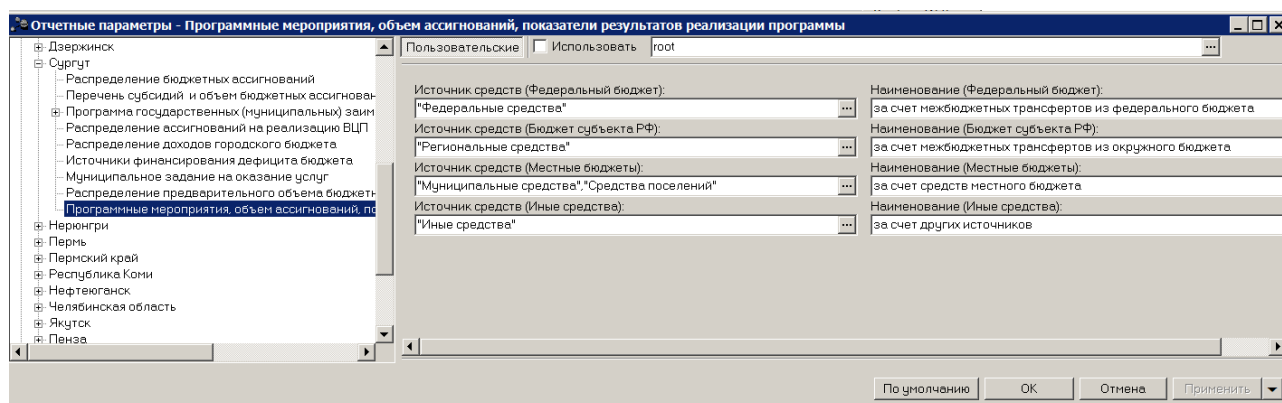 Отчетные параметры - Программные мероприятия, объем ассигнований, показатели результатов реализации программы
Дзержинск
Сургут
Распределение бюджетных ассигнований
Перечень субсидий и объем бюджетных ассигнован
Программа государственных (муниципальных) заим
Распределение ассигнований на реализацию ВЦП
Распределение доходов городского бюджета
Источники финансирования дефицита бюджета
Муниципальное задание на оказание услуг
Распределение предварительного объема бюджетн
Программные мероприятия, объем ассигнований, по
Нерюнгри
Пермь
Пермский край
Республика Коми
Нефтеюганск
Челябинская область
Якутск
Пенза
Пользовательские Использовать root ...
Источник средств (Федеральный бюджет): Наименование (Федеральный бюджет):
"Федеральные средства" ... за счет межбюджетных трансфертов из федерального бюджета
Источник средств (Бюджет субъекта РФ): Наименование (Бюджет субъекта РФ):
"Региональные средства" ... за счет межбюджетных трансфертов из окружного бюджета
Источник средств (Местные бюджеты): Наименование (Местные бюджеты):
"Муниципальные средства"."Средства поселений" ... за счет средств местного бюджета
Источник средств (Иные средства): Наименование (Иные средства):
"Иные средства" ... за счет других источников
По умолчанию OK Отмена Применить